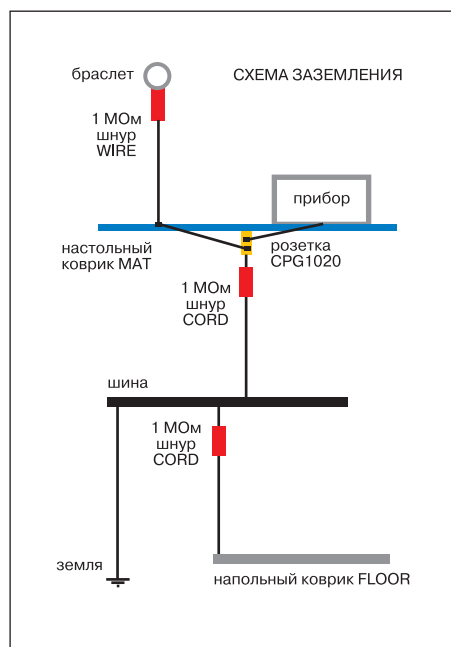 браслет
СХЕМА ЗАЗЕМЛЕНИЯ
1 МОм
шнур
WIRE
прибор
настольный
коврик MAT
розетка
CPG1020
1 МОм
шнур
CORD
шина
1 МОм
шнур
CORD
земля
напольный коврик FLOOR